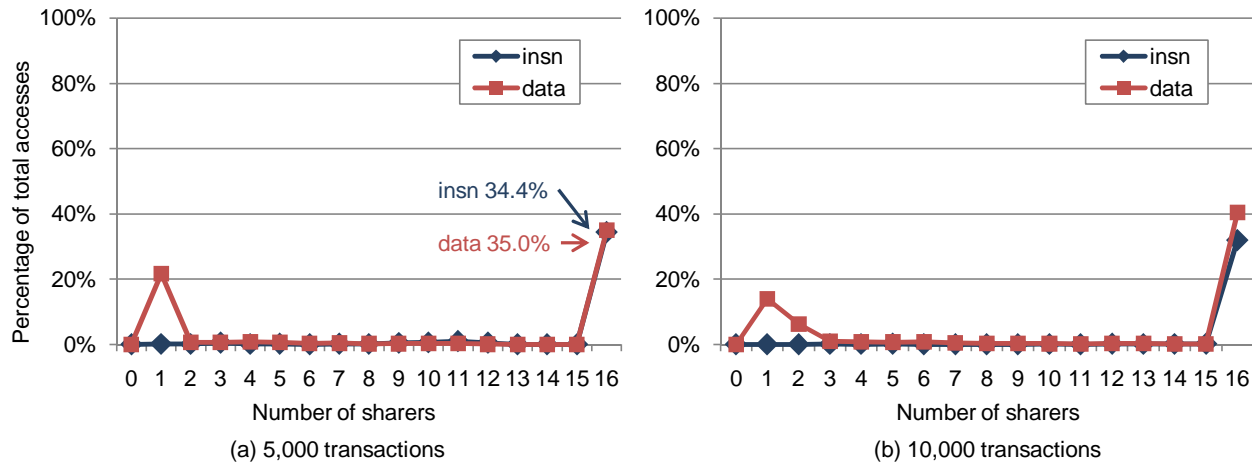 Percentage of total accesses
100%
80%
60%
40%
20%
0%
insn
data
insn 34.4%
data 35.0%
0 1 2 3 4 5 6 7 8 9 10 11 12 13 14 15 16
Number of sharers
(a) 5,000 transactions
100%
80%
60%
40%
20%
0%
insn
data
0 1 2 3 4 5 6 7 8 9 10 11 12 13 14 15 16
Number of sharers
(b) 10,000 transactions